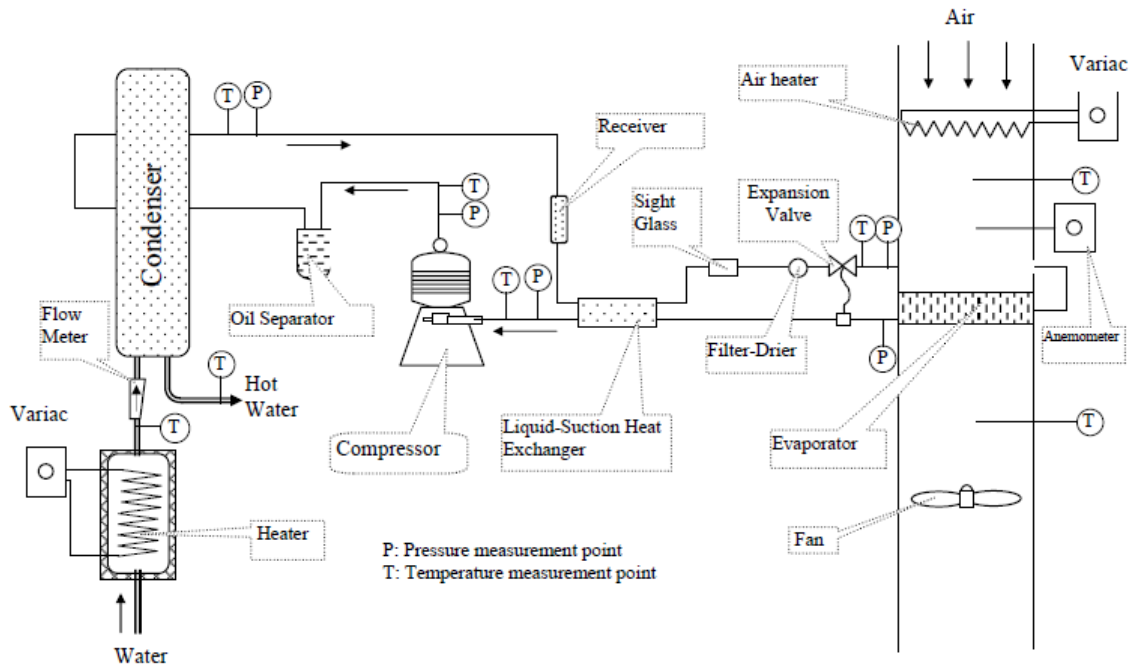 Air
Variac
Air heater
T
P
Receiver
T
Condenser
Sight
Glass
Expansion
Valve
T
P
T
P
Flow
Meter
Oil Separator
T
P
Filter-Drier
P
Anemometer
T
Hot
Water
Variac
T
Compressor
Liquid-Suction Heat
Exchanger
Evaporator
T
Heater
Fan
P: Pressure measurement point
T: Temperature measurement point
Water